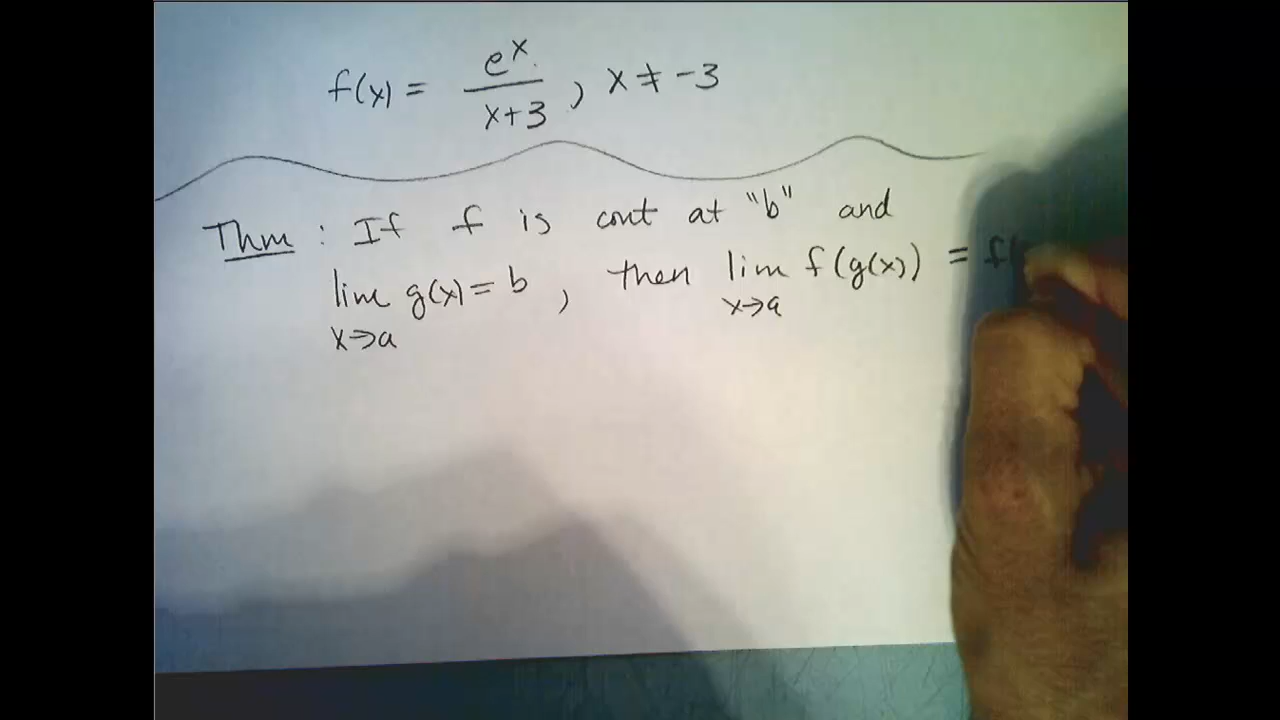 f(x) = e^x / x+3 , x ≠ -3
Thm : If f is cont at "b" and
lim x→a g(x) = b , then lim x→a f(g(x)) = f(